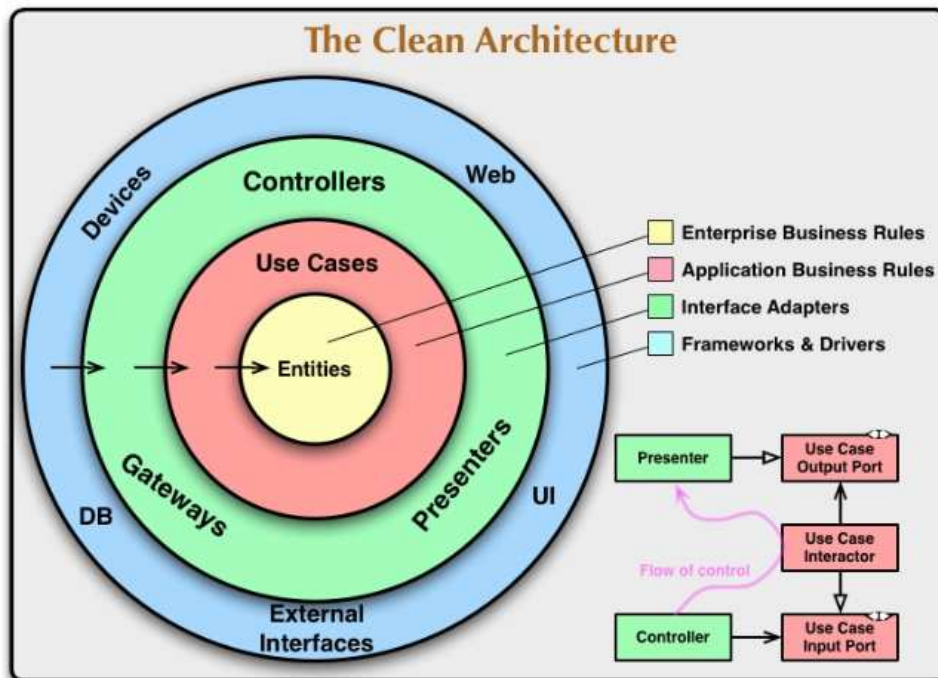 The Clean Architecture
Devices
Web
Controllers
Use Cases
Entities
Gateways
Presenters
DB
UI
External
Interfaces
Enterprise Business Rules
Application Business Rules
Interface Adapters
Frameworks & Drivers
Presenter
Use Case
Output Port
Use Case
Interactor
Flow of control
Controller
Use Case
Input Port